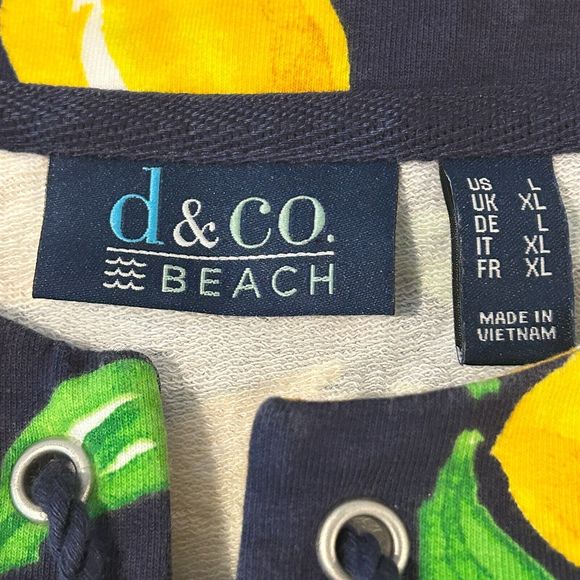 d & co.
BEACH
US L
UK XL
DE L
IT XL
FR XL
MADE IN
VIETNAM